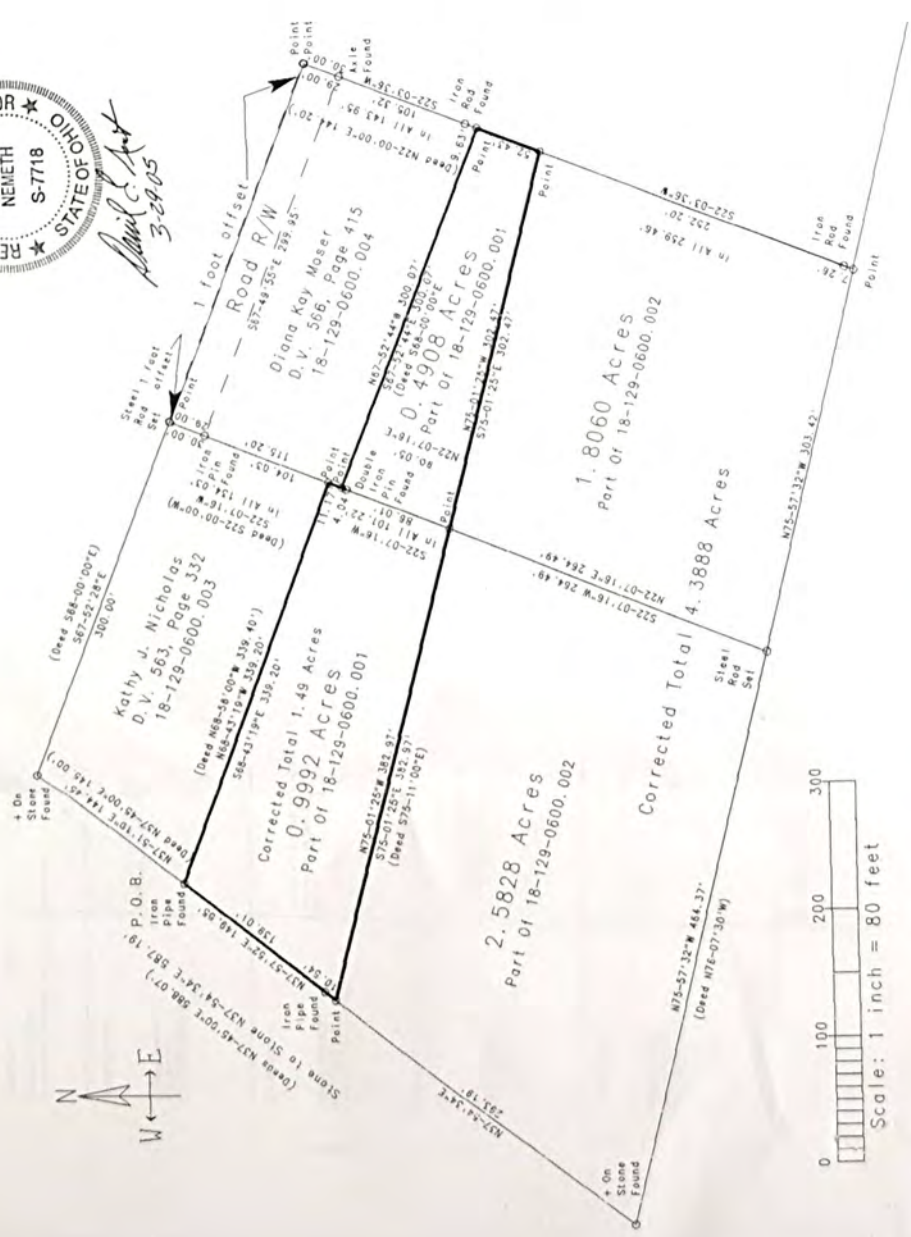 NEMETH
S-7718
STATE OF OHIO
3-29-05
Point
Point
30.00'
29.00'
Axle
Found
1 foot offset
Road R/W
S67-49'55"E 299.95'
Steel 1 foot
Rod offset
Set
Point
29.00'
30.00'
Iron
Pin
Found
S22-03'36"W
105.32'
In All 143.95'
(Deed N22-00'00"E 144.20')
Iron
Rod
Found
9.63'
Point
Diana Kay Moser
D.V. 566, Page 415
18-129-0600.004
115.20'
104.03'
In All 134.03'
S22-07'16"W
(Deed S22-00'00"W)
(Deed S68-00'00"E)
S67-52'28"E
300.00'
Kathy J. Nicholas
D.V. 563, Page 332
18-129-0600.003
+ On
Stone
Found
N37-51'10"E 144.45'
(Deed N37-45'00"E 145.00')
N67-52'44"W 300.07'
S67-52'44"E 300.07'
(Deed S68-00'00"E
0.4908 Acres
Part Of 18-129-0600.001
Point
N75-01'25"W 302.47'
S75-01'25"E 302.47'
Point
Point
Double
Iron
Pin
Found
11.17'
4.04'
N22-07'16"E
90.05'
86.01'
In All 101.22'
S22-07'16"W
Point
(Deed N68-58'00"W 339.40')
N68-43'19"W 339.20'
S68-43'19"E 339.20'
Corrected Total 1.49 Acres
0.9992 Acres
Part Of 18-129-0600.001
N75-01'25"W 382.97'
S75-01'25"E 382.97'
(Deed S75-11'00"E)
P.O.B.
Iron
Pipe
Found
139.01'
N37-57'52"E 149.55'
10.54'
Iron
Pipe
Found
Point
Stone to Stone N37-54'34"E 587.19'
(Deeds N37-45'00"E 588.07')
N
W
E
1.8060 Acres
Part Of 18-129-0600.002
S22-03'36"W
252.20'
In All 259.46'
Iron
Rod
Found
7.26'
Point
N22-07'16"E 264.49'
S22-07'16"W 264.49'
Corrected Total 4.3888 Acres
N75-57'32"W 303.42'
Steel
Rod
Set
2.5828 Acres
Part Of 18-129-0600.002
N37-54'34"E
293.19'
N75-57'32"W 464.37'
(Deed N76-07'30"W)
+ On
Stone
Found
0
100
200
300
Scale: 1 inch = 80 feet